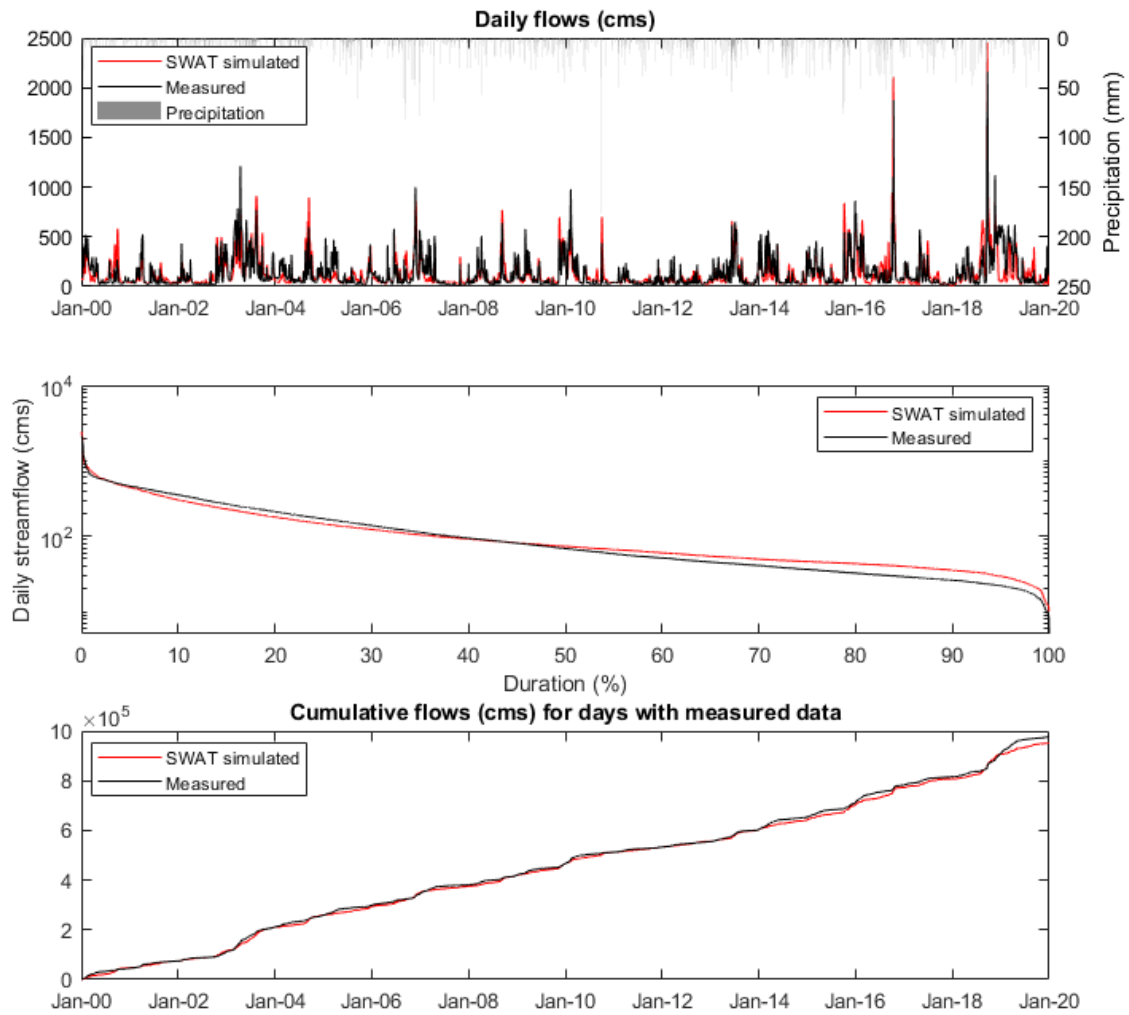 Daily flows (cms)
2500 0
SWAT simulated
Measured
Precipitation
2000 50
1500 100
1000 150
500 200
0 250
Precipitation (mm)
Jan-00 Jan-02 Jan-04 Jan-06 Jan-08 Jan-10 Jan-12 Jan-14 Jan-16 Jan-18 Jan-20
10^4
SWAT simulated
Measured
10^2
Daily streamflow (cms)
0 10 20 30 40 50 60 70 80 90 100
Duration (%)
Cumulative flows (cms) for days with measured data
×10^5
10
SWAT simulated
Measured
8
6
4
2
0
Jan-00 Jan-02 Jan-04 Jan-06 Jan-08 Jan-10 Jan-12 Jan-14 Jan-16 Jan-18 Jan-20